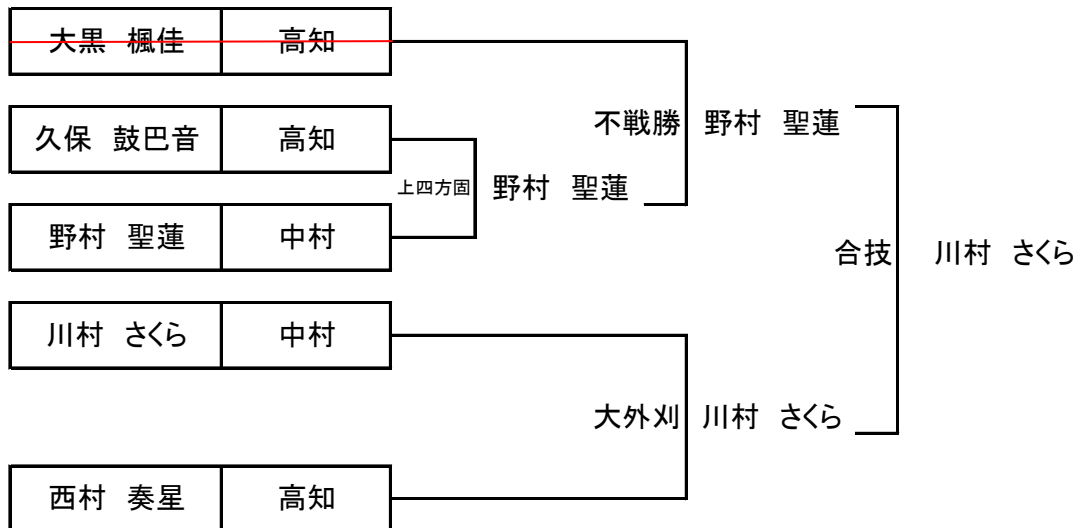 大黒 楓佳 高知
久保 鼓巴音 高知
不戦勝 野村 聖蓮
上四方固 野村 聖蓮
野村 聖蓮 中村
合技 川村 さくら
川村 さくら 中村
大外刈 川村 さくら
西村 奏星 高知